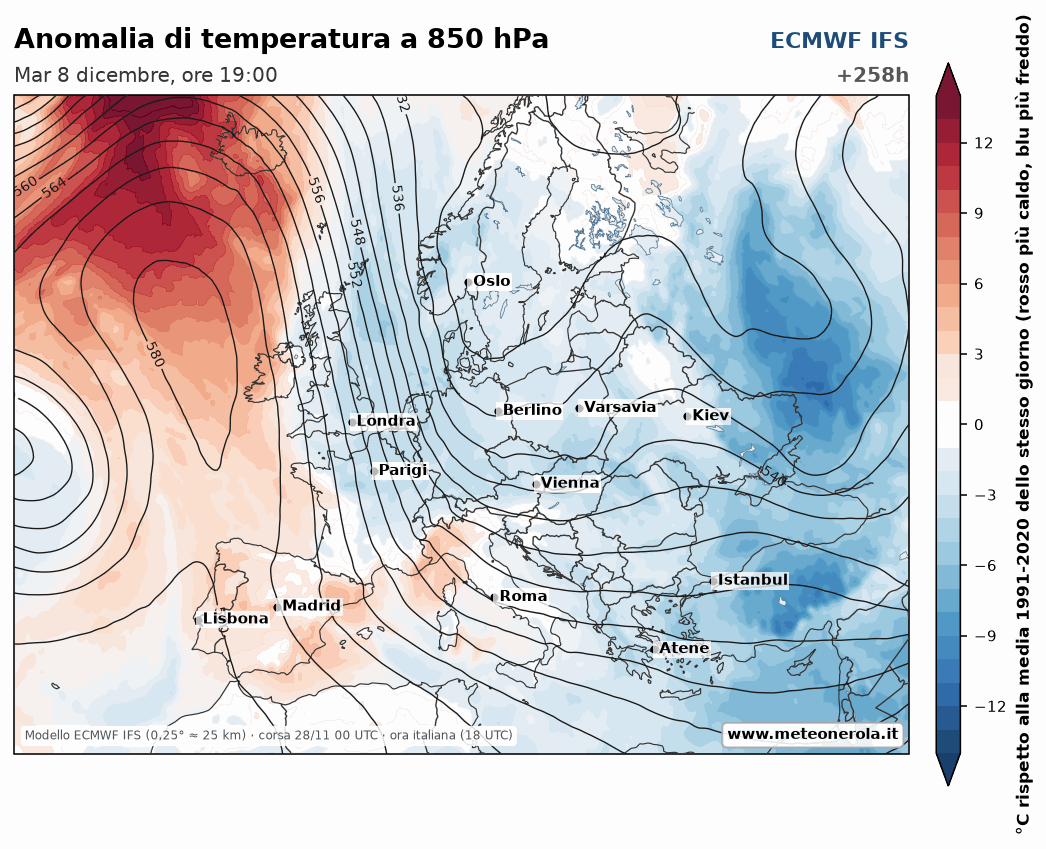 Anomalia di temperatura a 850 hPa
ECMWF IFS
Mar 8 dicembre, ore 19:00
+258h
560
564
556
548
552
536
32
580
540
Oslo
Londra
Berlino
Varsavia
Kiev
Parigi
Vienna
Istanbul
Roma
Madrid
Lisbona
Atene
Modello ECMWF IFS (0,25° ≈ 25 km) · corsa 28/11 00 UTC · ora italiana (18 UTC)
www.meteonerola.it
12
9
6
3
0
−3
−6
−9
−12
°C rispetto alla media 1991-2020 dello stesso giorno (rosso più caldo, blu più freddo)